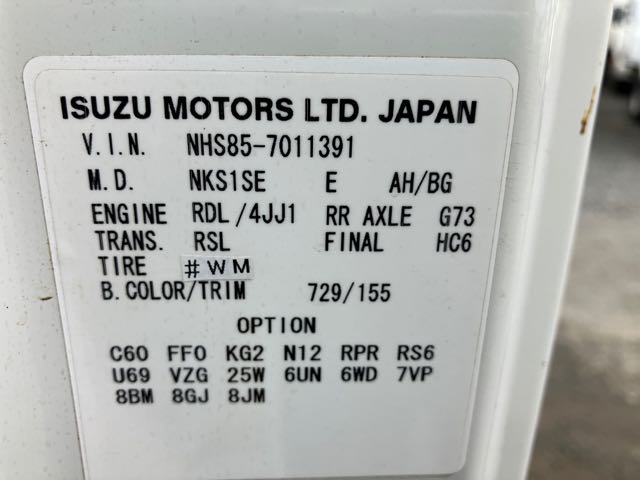 ISUZU MOTORS LTD. JAPAN
V.I.N. NHS85-7011391
M.D. NKS1SE E AH/BG
ENGINE RDL/4JJ1 RR AXLE G73
TRANS. RSL FINAL HC6
TIRE #WM
B.COLOR/TRIM 729/155
OPTION
C60 FF0 KG2 N12 RPR RS6
U69 VZG 25W 6UN 6WD 7VP
8BM 8GJ 8JM